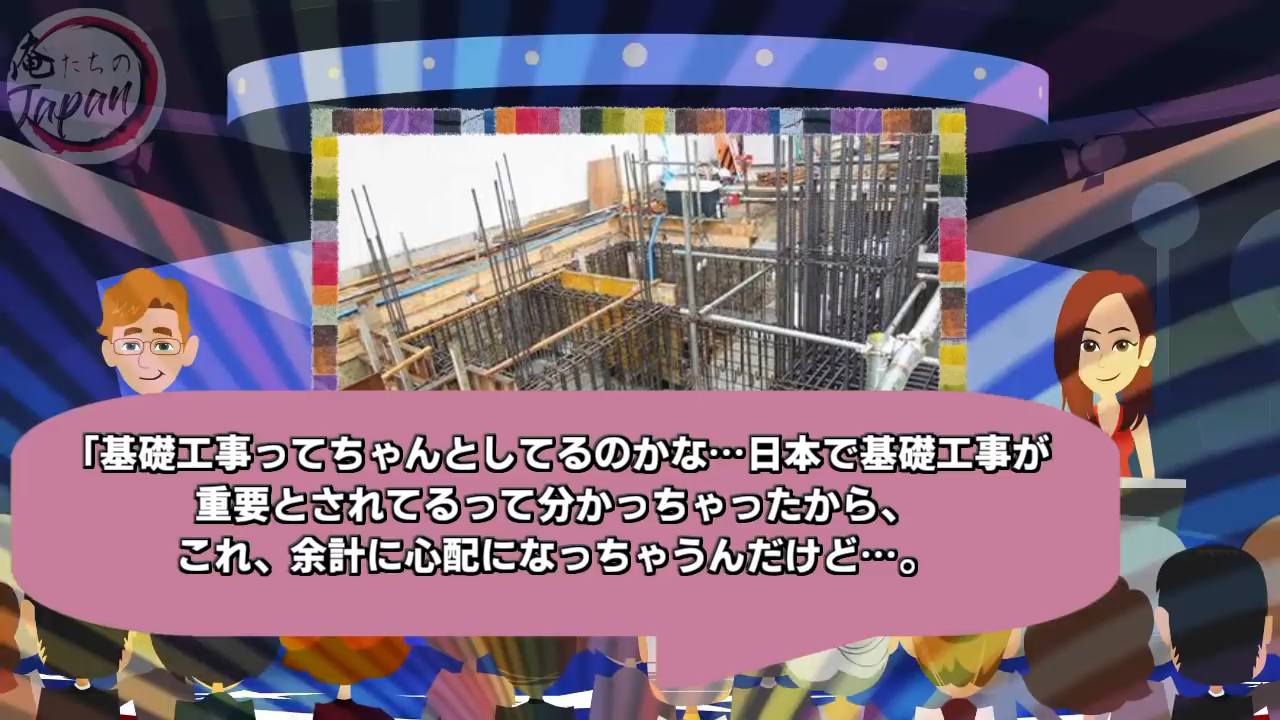 俺たちの
Japan
「基礎工事ってちゃんとしてるのかな…日本で基礎工事が
重要とされてるって分かっちゃったから、
これ、余計に心配になっちゃうんだけど…。